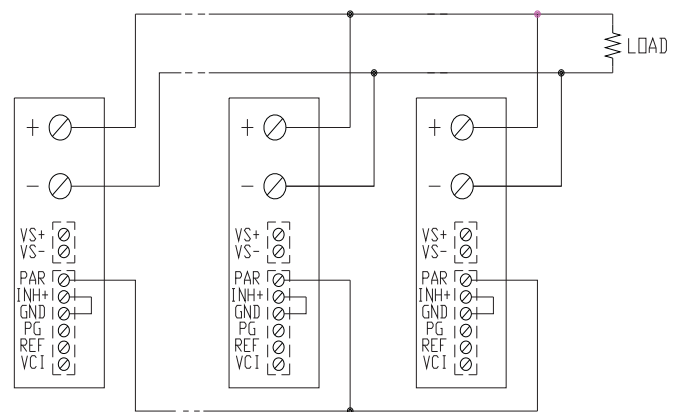 LOAD
+ + +
- - -
VS+ VS+ VS+
VS- VS- VS-
PAR PAR PAR
INH+ INH+ INH+
GND GND GND
PG PG PG
REF REF REF
VCI VCI VCI